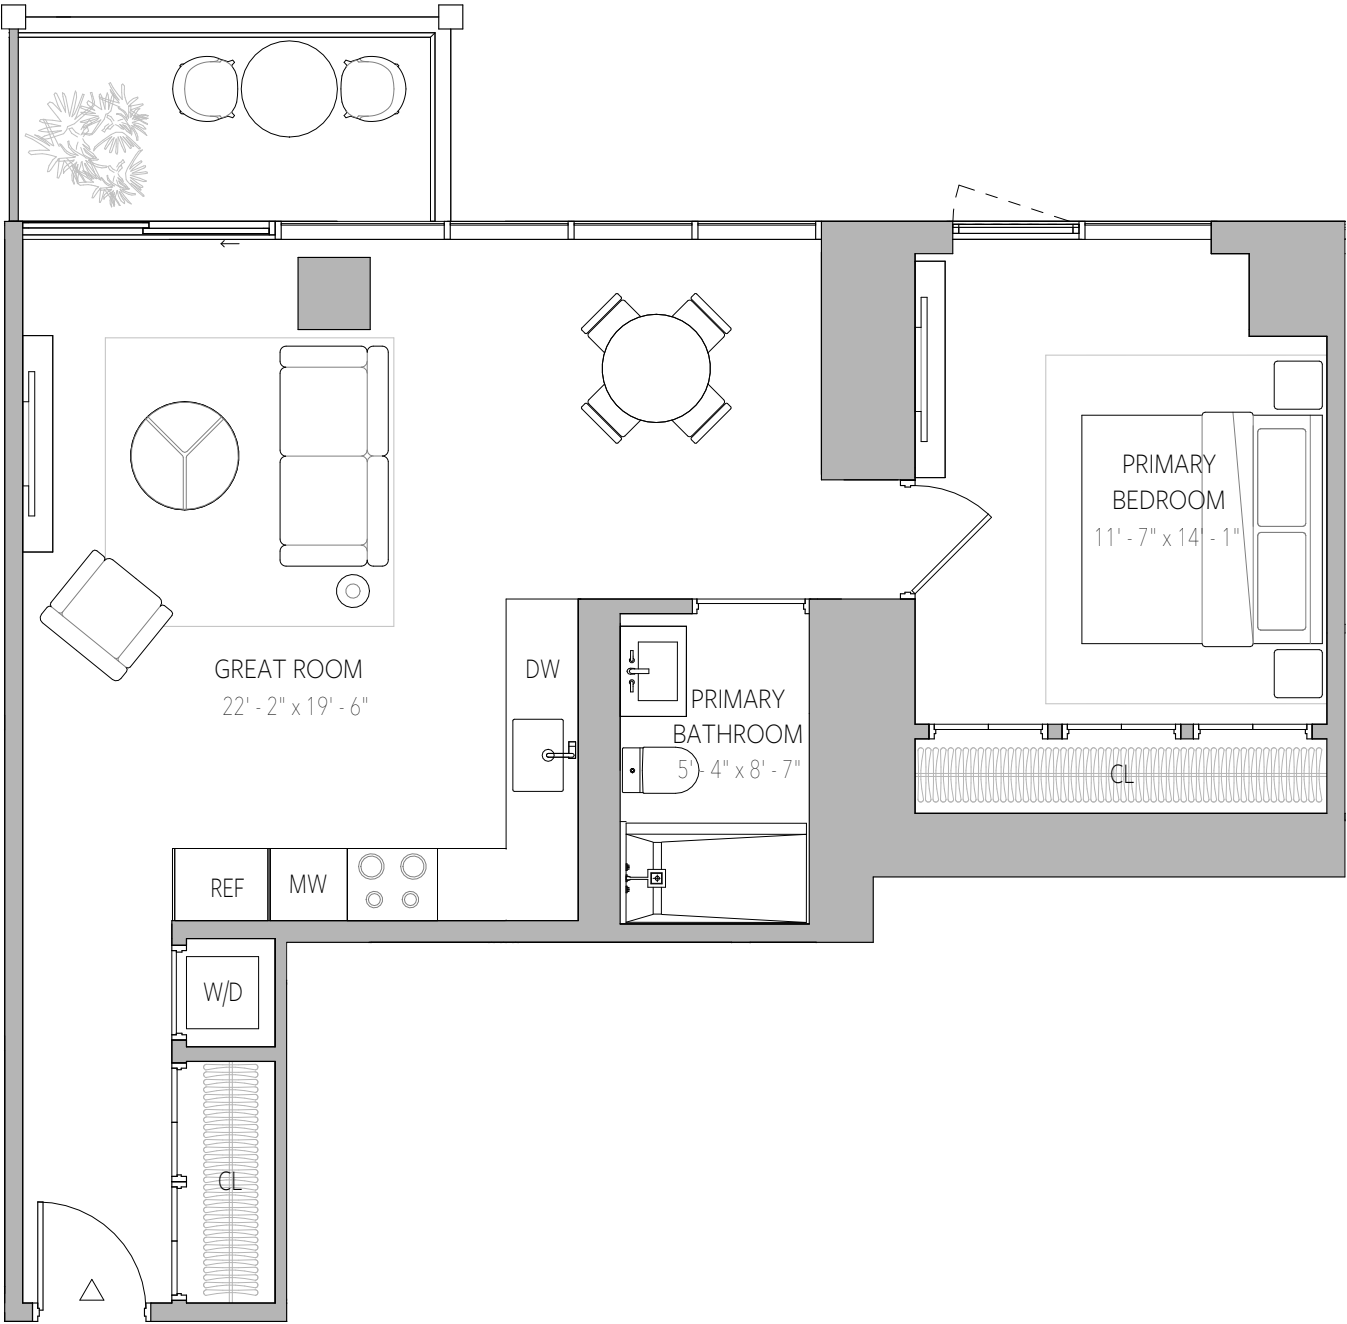 PRIMARY
BEDROOM
11' - 7" x 14' - 1"
GREAT ROOM
22' - 2" x 19' - 6"
DW
PRIMARY
BATHROOM
5' - 4" x 8' - 7"
CL
REF
MW
W/D
CL